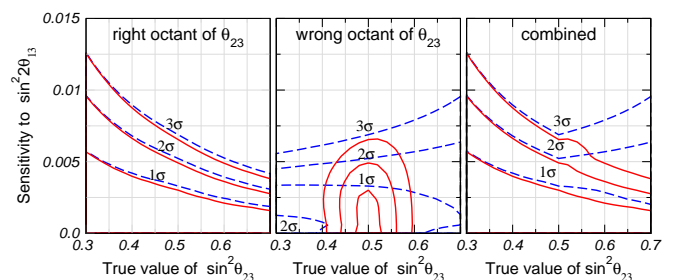 right octant of θ23
wrong octant of θ23
combined
0.015
0.01
0.005
0.0
Sensitivity to sin²2θ13
3σ
2σ
1σ
3σ
2σ
1σ
2σ
3σ
2σ
1σ
0.3 0.4 0.5 0.6 0.3 0.4 0.5 0.6 0.3 0.4 0.5 0.6 0.7
True value of sin²θ23
True value of sin²θ23
True value of sin²θ23